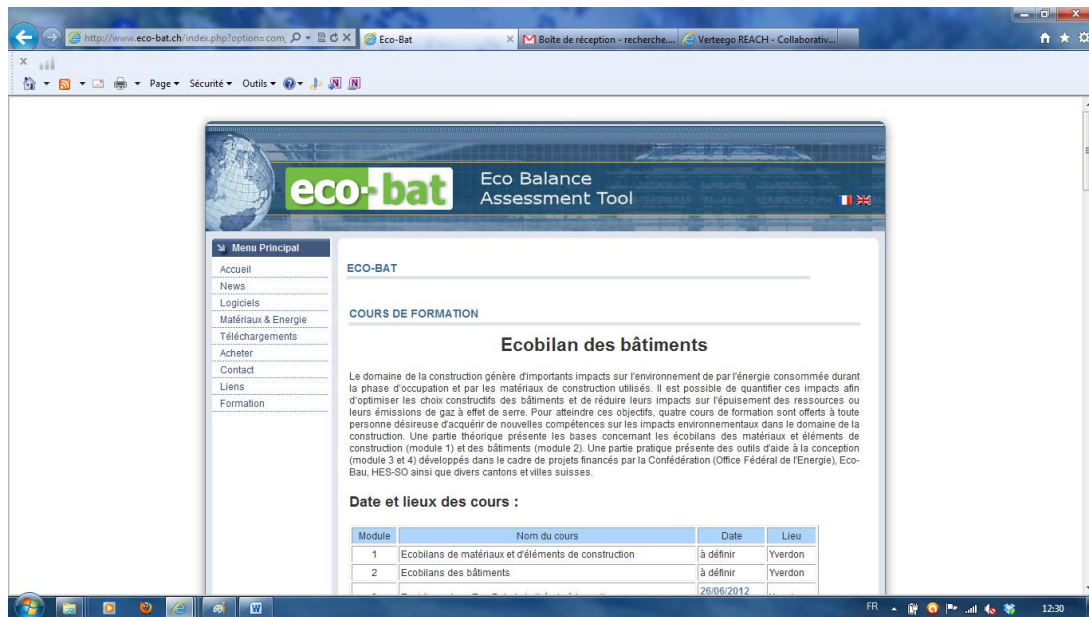 http://www.eco-bat.ch/index.php?option=com,
Eco-Bat
Boîte de réception - recherche....
Verteego REACH - Collaborativ...
Page
Sécurité
Outils
eco-bat
Eco Balance
Assessment Tool
Menu Principal
Accueil
News
Logiciels
Matériaux & Energie
Téléchargements
Acheter
Contact
Liens
Formation
ECO-BAT
COURS DE FORMATION
Ecobilan des bâtiments
Le domaine de la construction génère d'importants impacts sur l'environnement de par l'énergie consommée durant
la phase d'occupation et par les matériaux de construction utilisés. Il est possible de quantifier ces impacts afin
d'optimiser les choix constructifs des bâtiments et de réduire leurs impacts sur l'épuisement des ressources ou
leurs émissions de gaz à effet de serre. Pour atteindre ces objectifs, quatre cours de formation sont offerts à toute
personne désireuse d'acquérir de nouvelles compétences sur les impacts environnementaux dans le domaine de la
construction. Une partie théorique présente les bases concernant les écobilans des matériaux et éléments de
construction (module 1) et des bâtiments (module 2). Une partie pratique présente des outils d'aide à la conception
(module 3 et 4) développés dans le cadre de projets financés par la Confédération (Office Fédéral de l'Energie), Eco-
Bau, HES-SO ainsi que divers cantons et villes suisses.
Date et lieux des cours :
Module Nom du cours Date Lieu
1 Ecobilans de matériaux et d'éléments de construction à définir Yverdon
2 Ecobilans des bâtiments à définir Yverdon
26/06/2012
FR
12:30